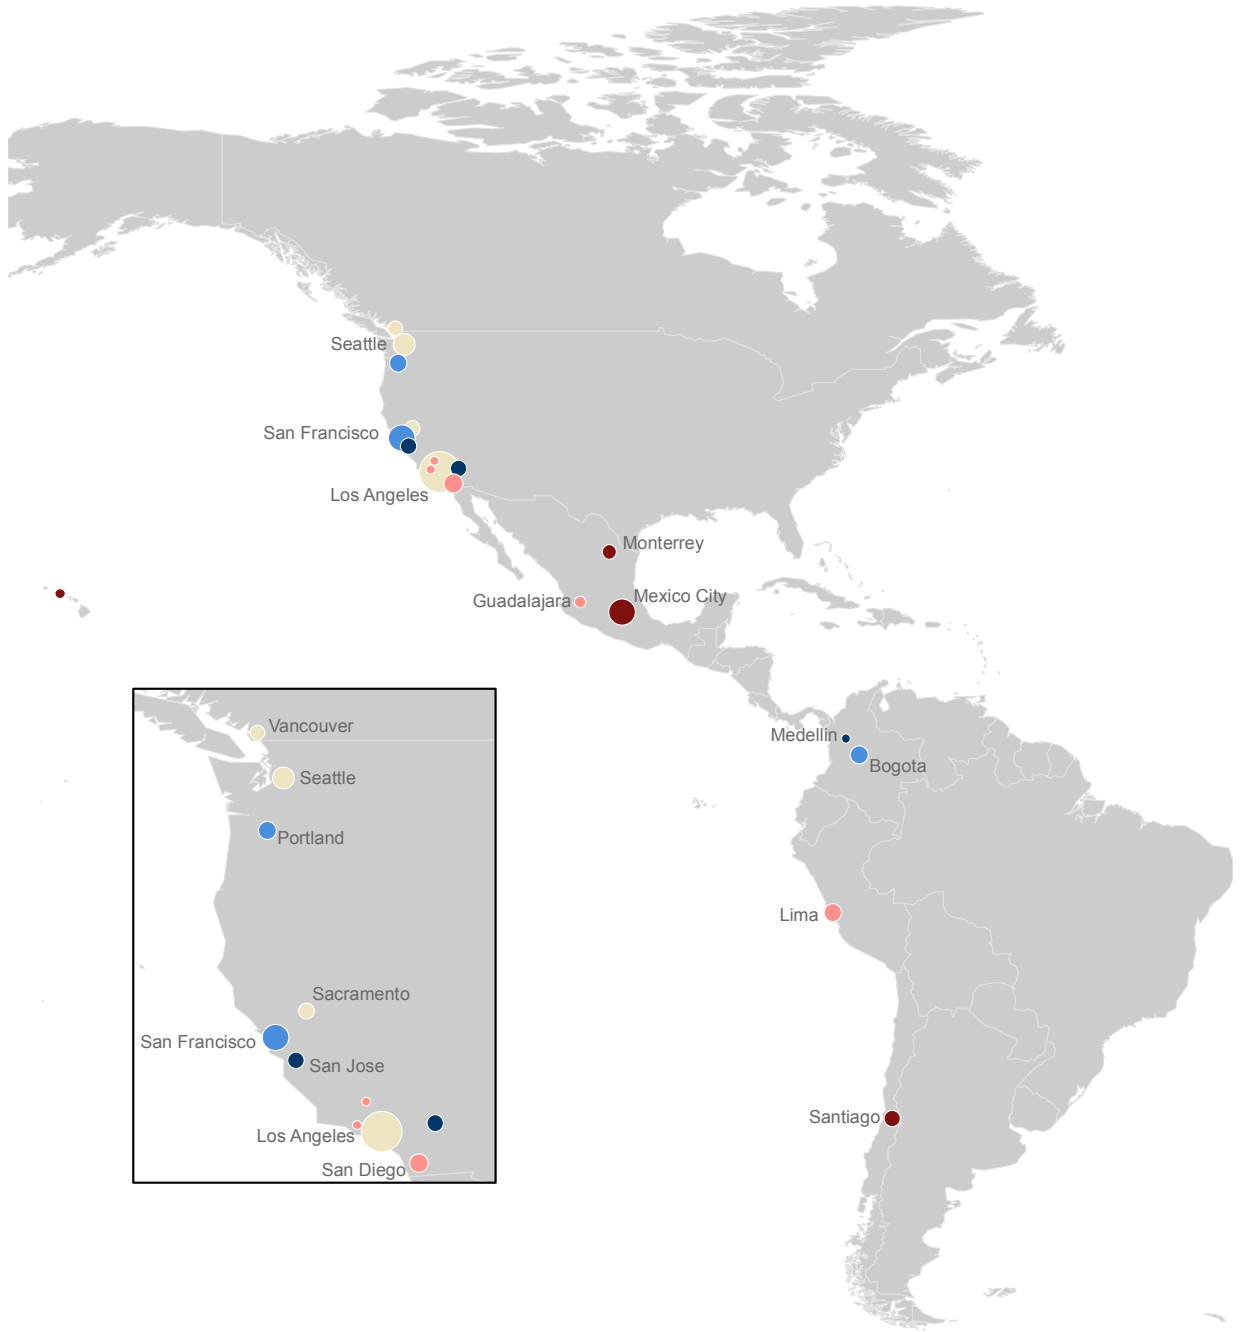 Seattle
San Francisco
Los Angeles
Monterrey
Guadalajara
Mexico City
Medellin
Bogota
Lima
Santiago
Vancouver
Seattle
Portland
Sacramento
San Francisco
San Jose
Los Angeles
San Diego